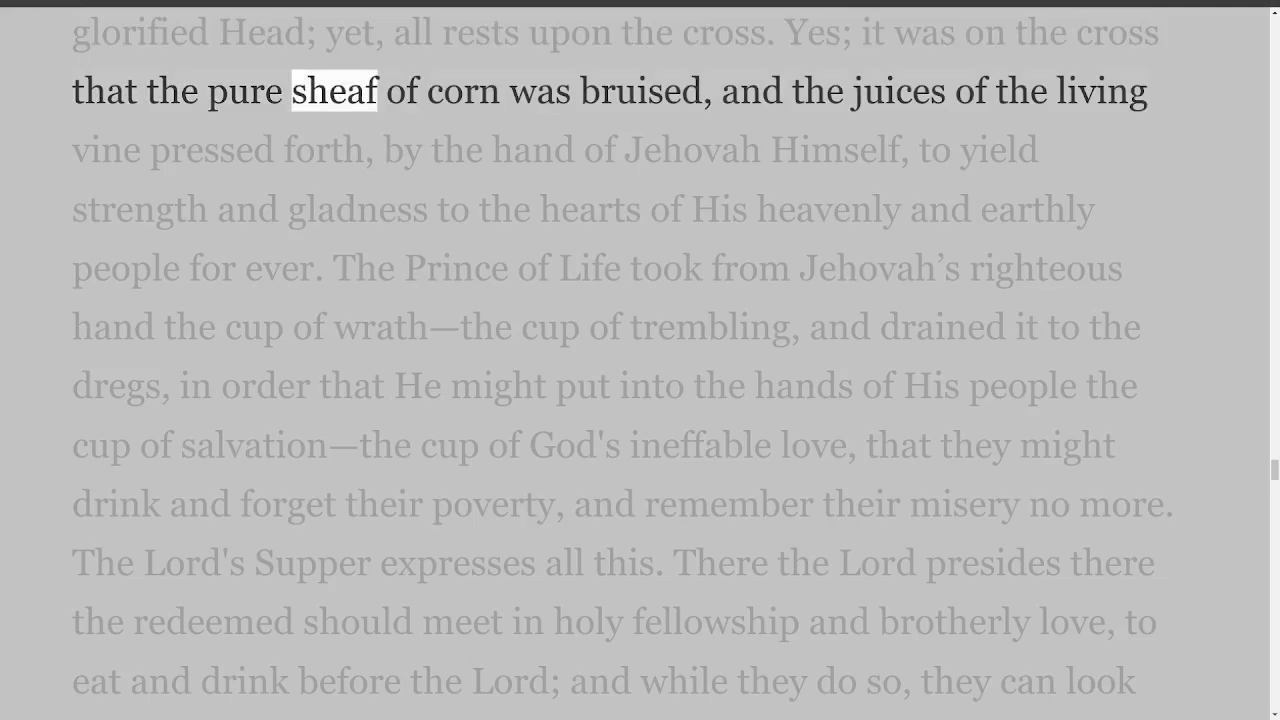 glorified Head; yet, all rests upon the cross. Yes; it was on the cross
that the pure sheaf of corn was bruised, and the juices of the living
vine pressed forth, by the hand of Jehovah Himself, to yield
strength and gladness to the hearts of His heavenly and earthly
people for ever. The Prince of Life took from Jehovah’s righteous
hand the cup of wrath—the cup of trembling, and drained it to the
dregs, in order that He might put into the hands of His people the
cup of salvation—the cup of God's ineffable love, that they might
drink and forget their poverty, and remember their misery no more.
The Lord's Supper expresses all this. There the Lord presides there
the redeemed should meet in holy fellowship and brotherly love, to
eat and drink before the Lord; and while they do so, they can look